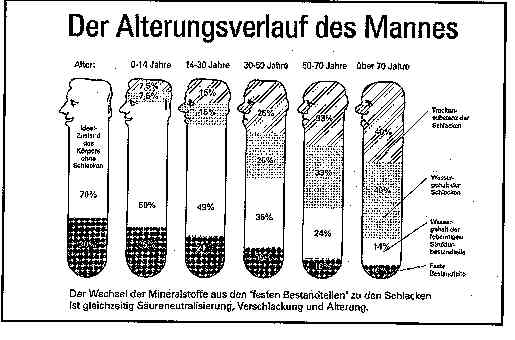 Der Alterungsverlauf des Mannes
Alter: 0-14 Jahre 14-30 Jahre 30-50 Jahre 50-70 Jahre über 70 Jahre
7,5%
7,5%
15%
15%
25%
25%
33%
33%
40%
Ideal-
Zustand
des
Körpers
ohne
Schlacken
70%
60%
49%
36%
24%
14%
Trocken-
substanz der
Schlacken
Wasser-
gehalt der
Schlacken
Wasser-
gehalt der
Struktur-
bestandteile
Feste
Bestandteile
Der Wechsel der Mineralstoffe aus den "festen Bestandteilen" zu den Schlacken
ist gleichzeitig Säureneutralisierung, Verschlackung und Alterung.